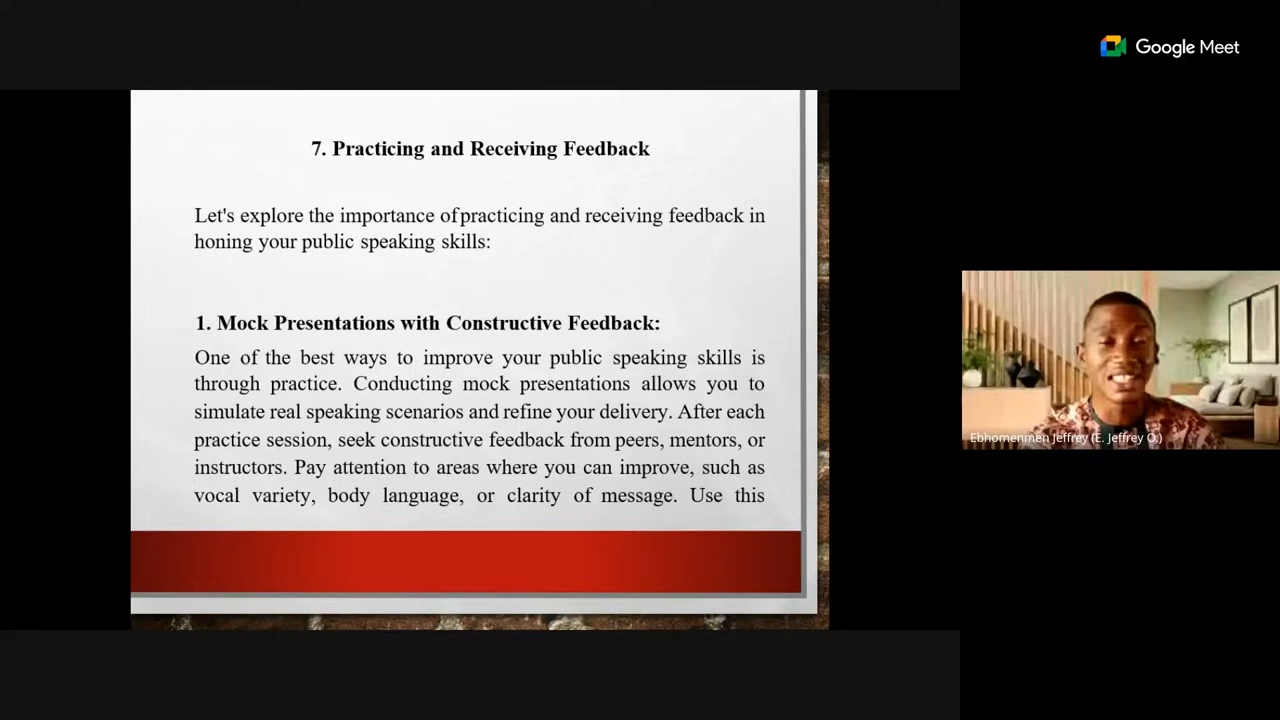 Google Meet
7. Practicing and Receiving Feedback
Let's explore the importance of practicing and receiving feedback in
honing your public speaking skills:
1. Mock Presentations with Constructive Feedback:
One of the best ways to improve your public speaking skills is
through practice. Conducting mock presentations allows you to
simulate real speaking scenarios and refine your delivery. After each
practice session, seek constructive feedback from peers, mentors, or
instructors. Pay attention to areas where you can improve, such as
vocal variety, body language, or clarity of message. Use this
Ebhomenmen Jeffrey (E. Jeffrey O.)